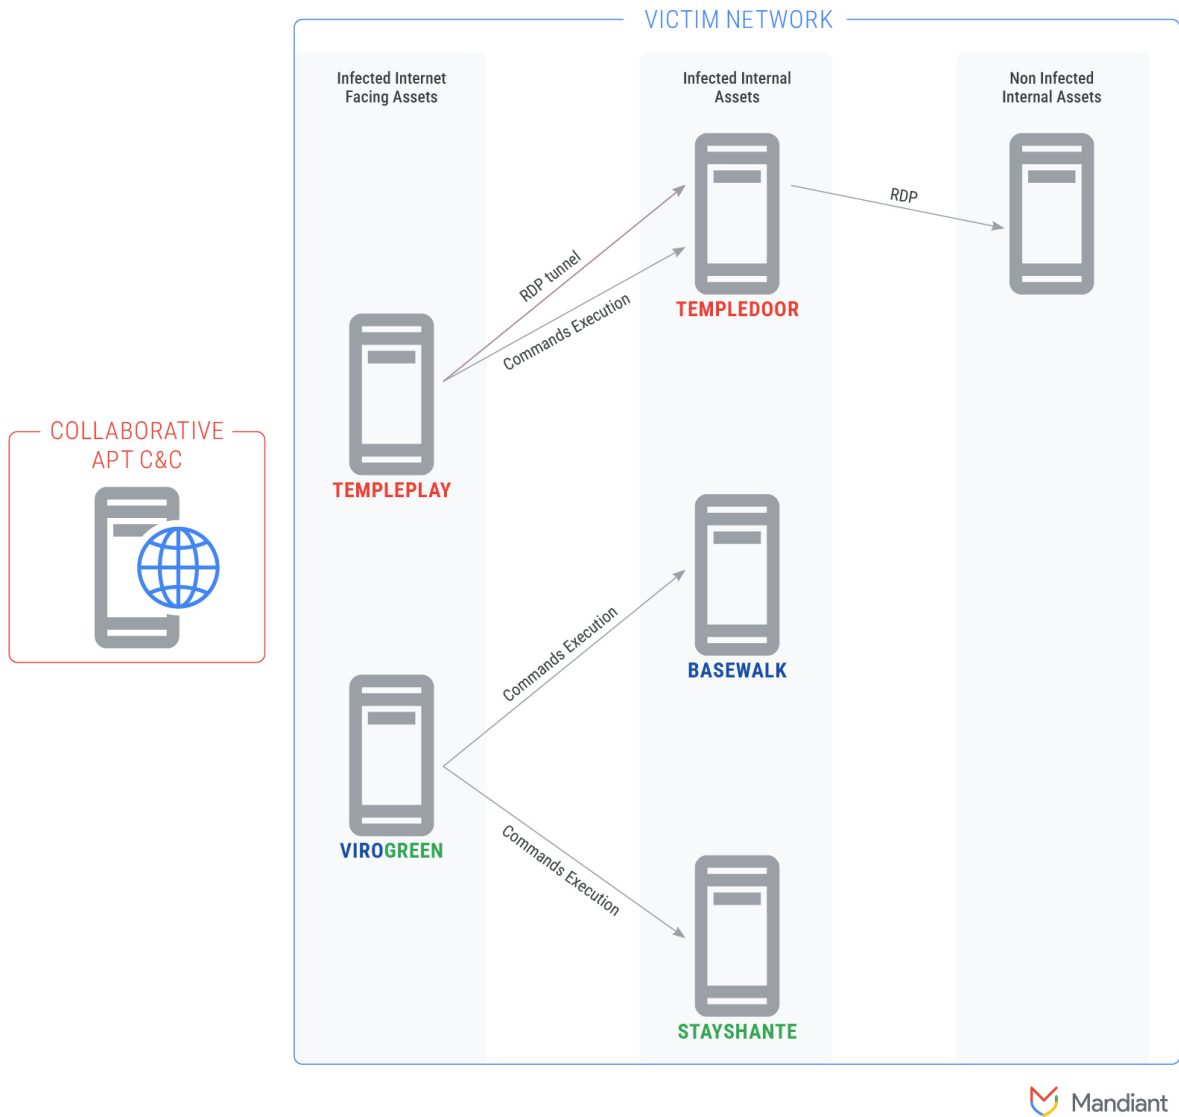 VICTIM NETWORK
Infected Internet
Facing Assets
Infected Internal
Assets
Non Infected
Internal Assets
RDP
RDP tunnel
Commands Execution
TEMPLEDOOR
COLLABORATIVE
APT C&C
TEMPLEPLAY
Commands Execution
BASEWALK
VIROGREEN
Commands Execution
STAYSHANTE
Mandiant